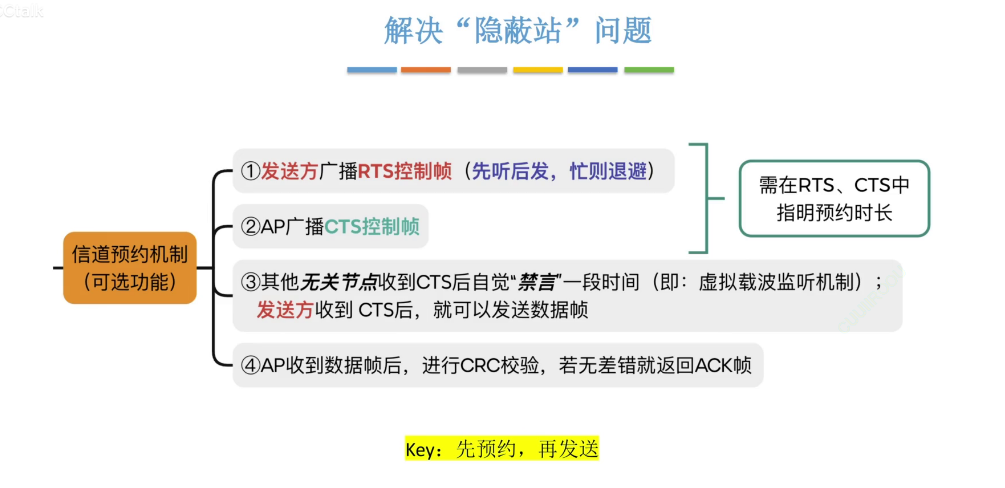 解决“隐蔽站”问题
①发送方广播RTS控制帧（先听后发，忙则退避）
②AP广播CTS控制帧
需在RTS、CTS中
指明预约时长
信道预约机制
（可选功能）
③其他无关节点收到CTS后自觉“禁言”一段时间（即：虚拟载波监听机制）；
发送方收到 CTS后，就可以发送数据帧
④AP收到数据帧后，进行CRC校验，若无差错就返回ACK帧
Key：先预约，再发送